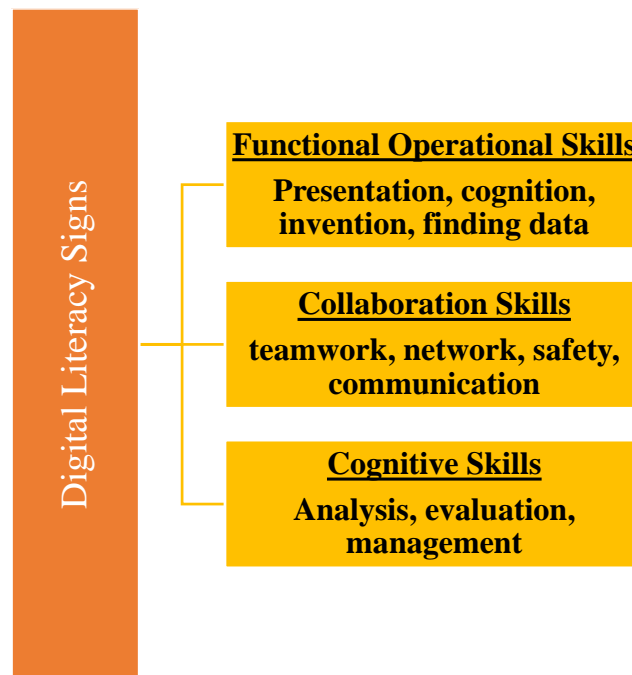 Digital Literacy Signs
Functional Operational Skills
Presentation, cognition,
invention, finding data
Collaboration Skills
teamwork, network, safety,
communication
Cognitive Skills
Analysis, evaluation,
management